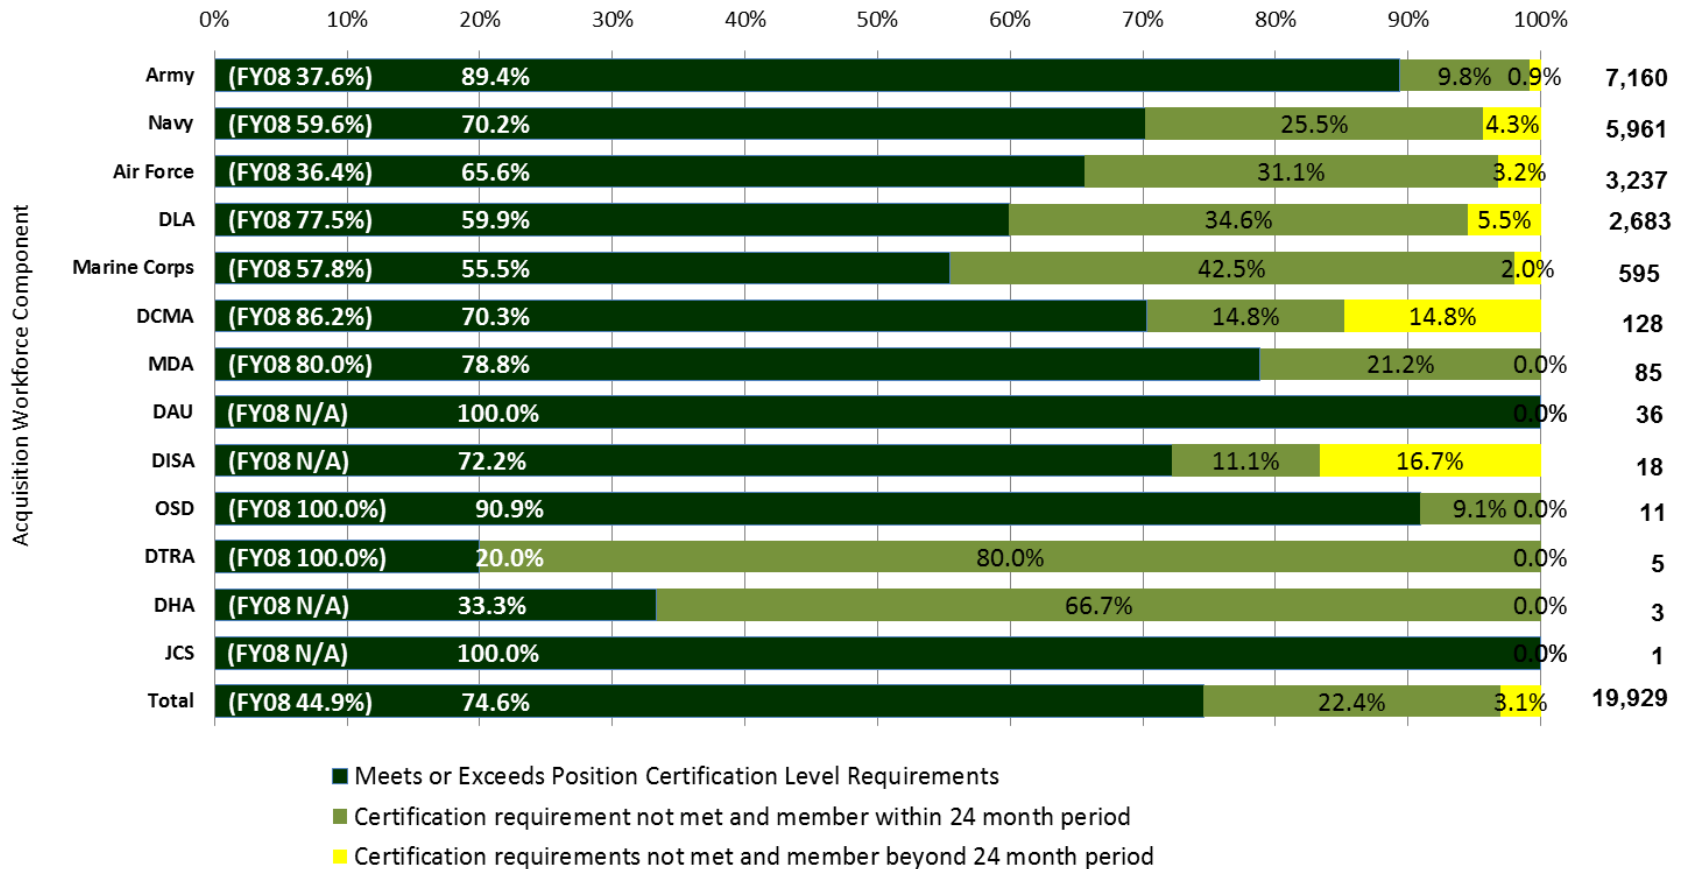 0% 10% 20% 30% 40% 50% 60% 70% 80% 90% 100%
Acquisition Workforce Component
Army (FY08 37.6%) 89.4% 9.8% 0.9% 7,160
Navy (FY08 59.6%) 70.2% 25.5% 4.3% 5,961
Air Force (FY08 36.4%) 65.6% 31.1% 3.2% 3,237
DLA (FY08 77.5%) 59.9% 34.6% 5.5% 2,683
Marine Corps (FY08 57.8%) 55.5% 42.5% 2.0% 595
DCMA (FY08 86.2%) 70.3% 14.8% 14.8% 128
MDA (FY08 80.0%) 78.8% 21.2% 0.0% 85
DAU (FY08 N/A) 100.0% 0.0% 36
DISA (FY08 N/A) 72.2% 11.1% 16.7% 18
OSD (FY08 100.0%) 90.9% 9.1% 0.0% 11
DTRA (FY08 100.0%) 20.0% 80.0% 0.0% 5
DHA (FY08 N/A) 33.3% 66.7% 0.0% 3
JCS (FY08 N/A) 100.0% 0.0% 1
Total (FY08 44.9%) 74.6% 22.4% 3.1% 19,929
Meets or Exceeds Position Certification Level Requirements
Certification requirement not met and member within 24 month period
Certification requirements not met and member beyond 24 month period